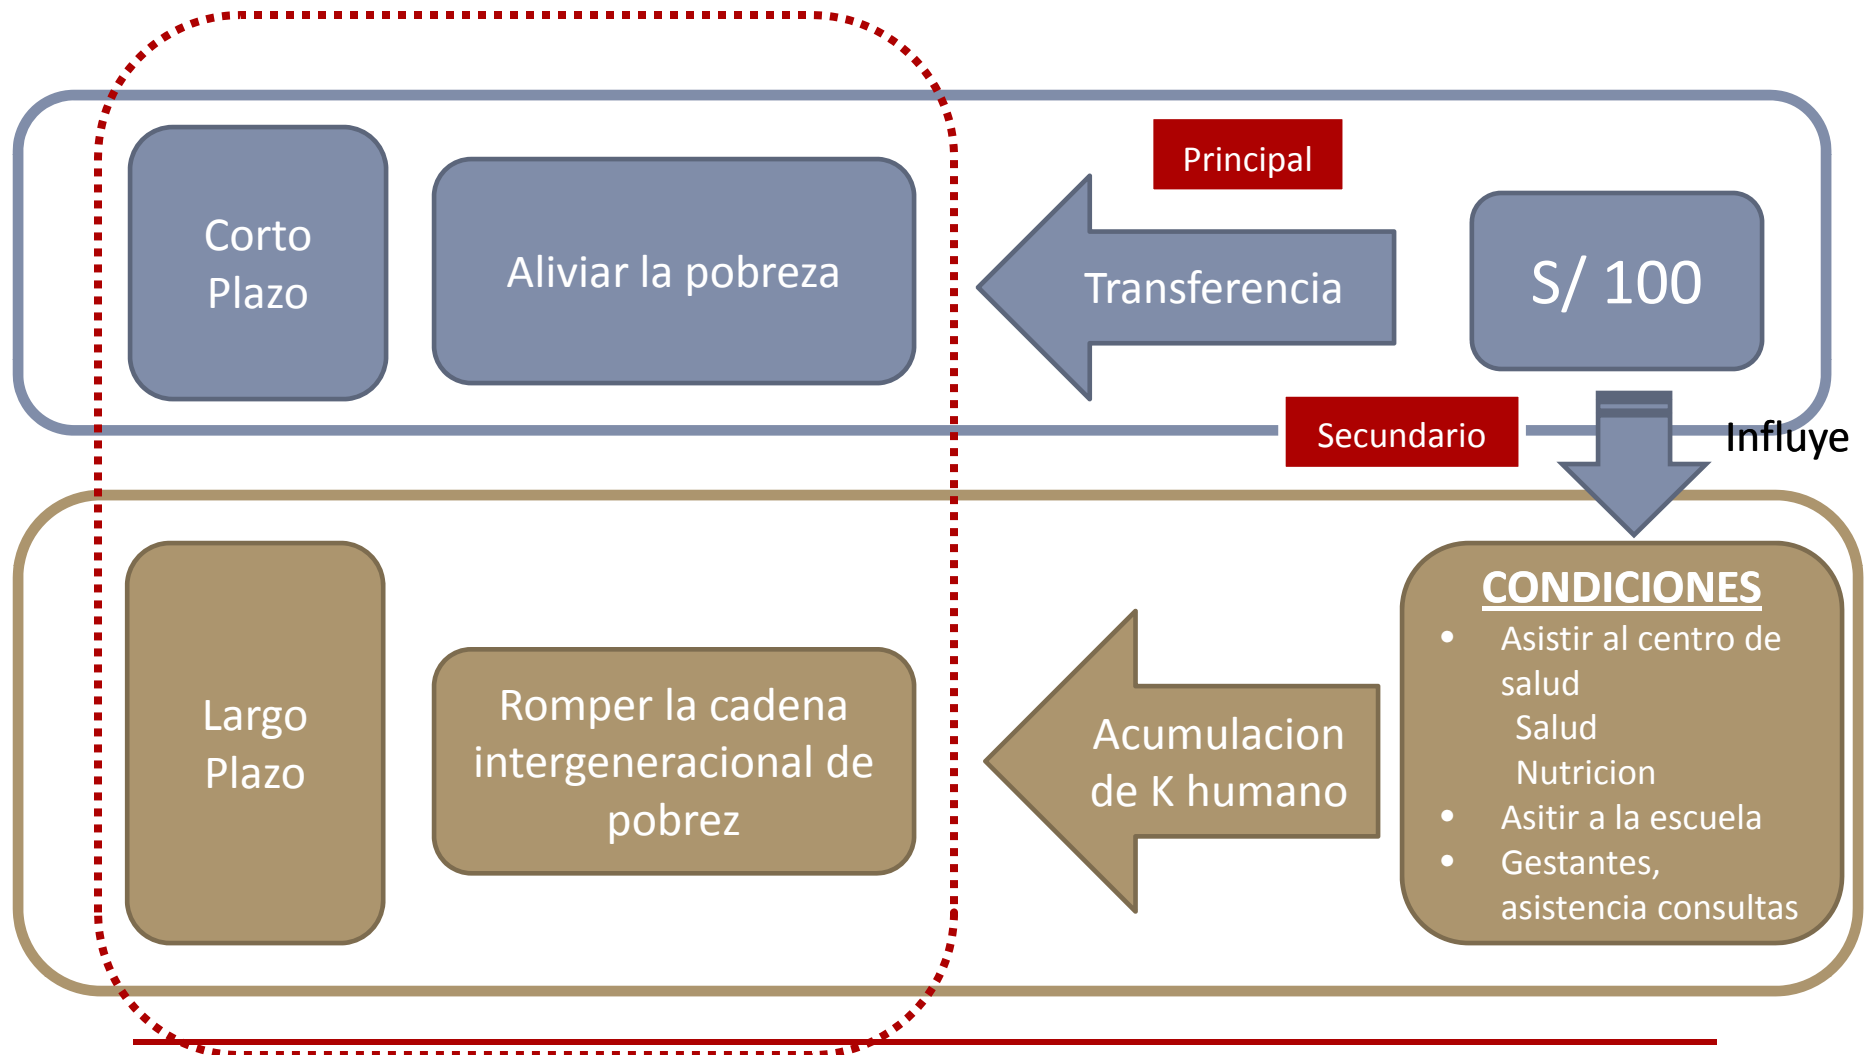 Principal
Corto
Plazo
Aliviar la pobreza
Transferencia
S/ 100
Secundario
Influye
Largo
Plazo
Romper la cadena
intergeneracional de
pobrez
Acumulacion
de K humano
CONDICIONES
• Asistir al centro de
salud
Salud
Nutricion
• Asitir a la escuela
• Gestantes,
asistencia consultas